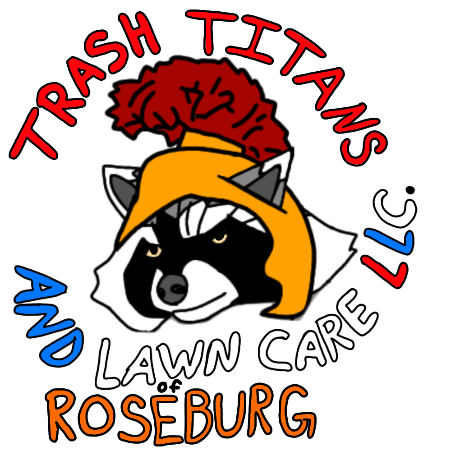 TRASH TITANS
AND LAWN CARE LLC.
of
ROSEBURG